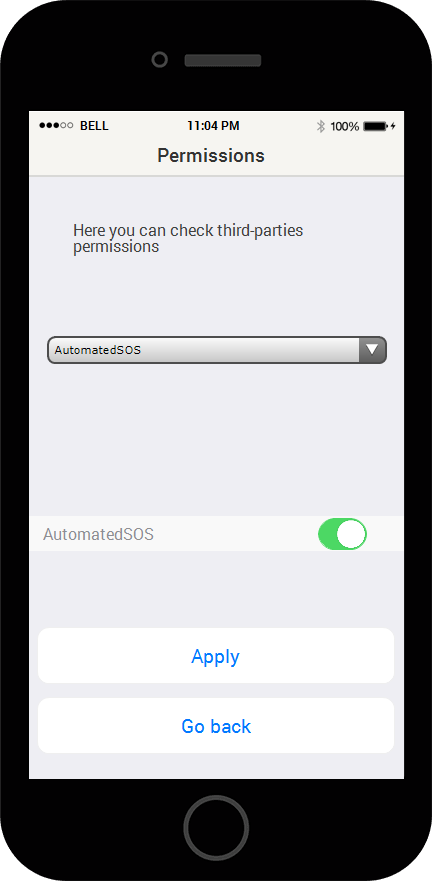 BELL 11:04 PM 100%
Permissions
Here you can check third-parties
permissions
AutomatedSOS
AutomatedSOS
Apply
Go back